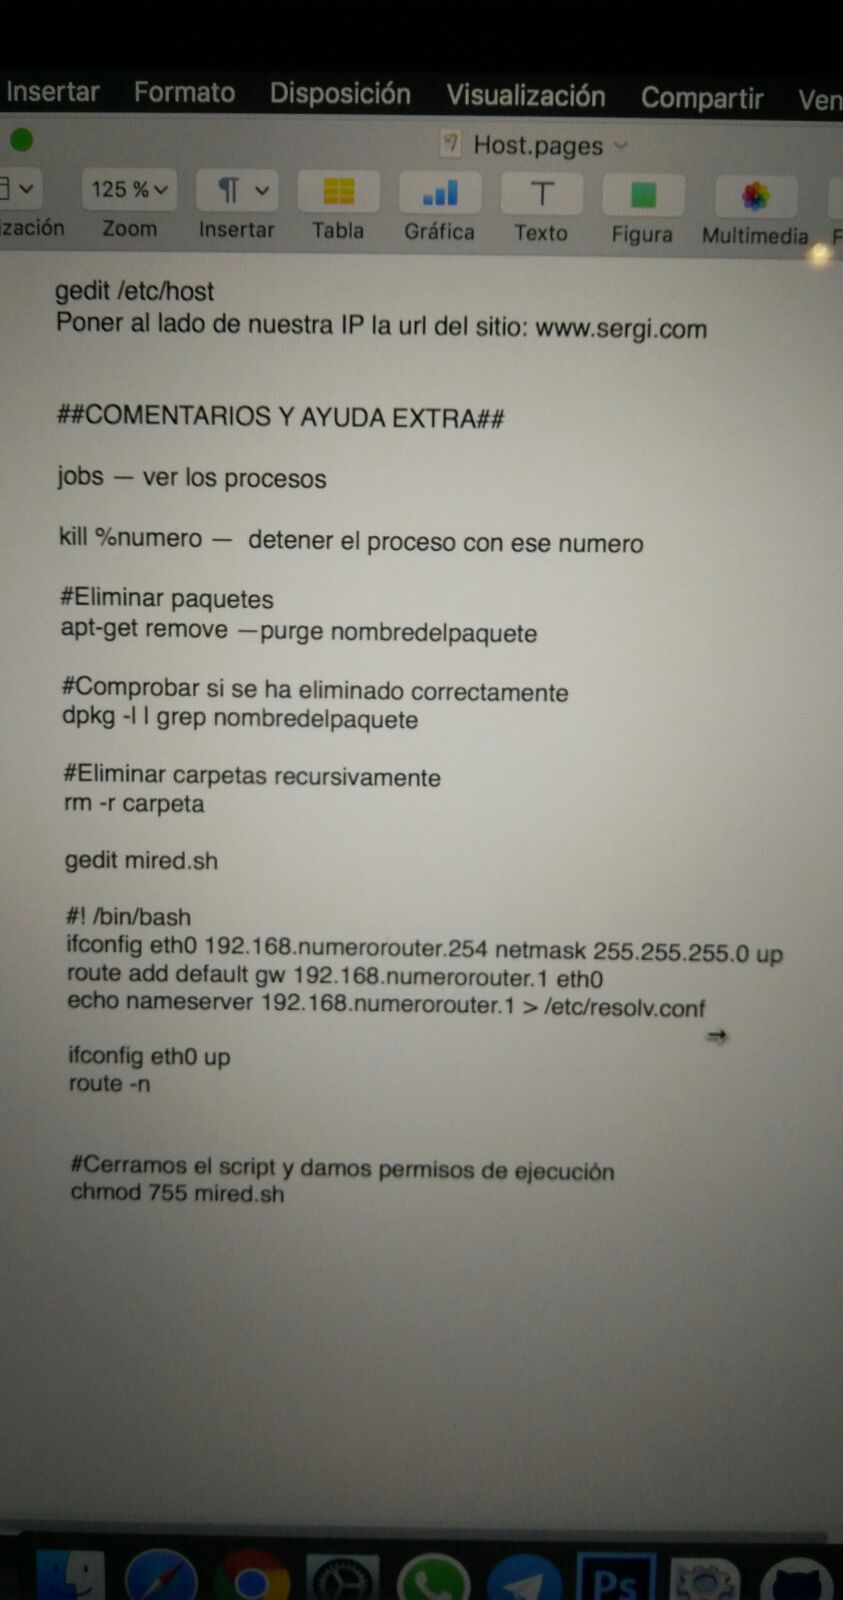 Insertar Formato Disposición Visualización Compartir Ven
Host.pages
125 %
zación Zoom Insertar Tabla Gráfica Texto Figura Multimedia F
gedit /etc/host
Poner al lado de nuestra IP la url del sitio: www.sergi.com
##COMENTARIOS Y AYUDA EXTRA##
jobs — ver los procesos
kill %numero — detener el proceso con ese numero
#Eliminar paquetes
apt-get remove —purge nombredelpaquete
#Comprobar si se ha eliminado correctamente
dpkg -l l grep nombredelpaquete
#Eliminar carpetas recursivamente
rm -r carpeta
gedit mired.sh
#! /bin/bash
ifconfig eth0 192.168.numerorouter.254 netmask 255.255.255.0 up
route add default gw 192.168.numerorouter.1 eth0
echo nameserver 192.168.numerorouter.1 > /etc/resolv.conf
ifconfig eth0 up
route -n
#Cerramos el script y damos permisos de ejecución
chmod 755 mired.sh
Ps